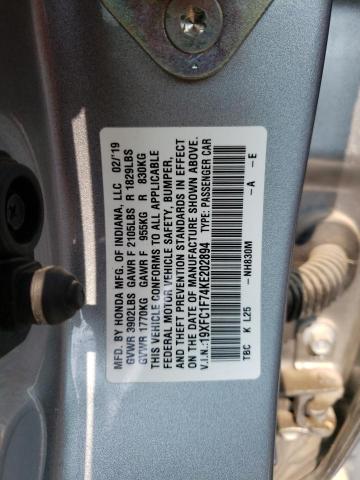 MFD. BY HONDA MFG. OF INDIANA, LLC 02/'19
GVWR 3902LBS GAWR F 2105LBS R 1829LBS
GVWR 1770KG GAWR F 955KG R 830KG
THIS VEHICLE CONFORMS TO ALL APPLICABLE
FEDERAL MOTOR VEHICLE SAFETY, BUMPER,
AND THEFT PREVENTION STANDARDS IN EFFECT
ON THE DATE OF MANUFACTURE SHOWN ABOVE.
V.I.N.: 19XFC1F74KE202894 TYPE: PASSENGER CAR
TBC K L25 -NH830M -A -E